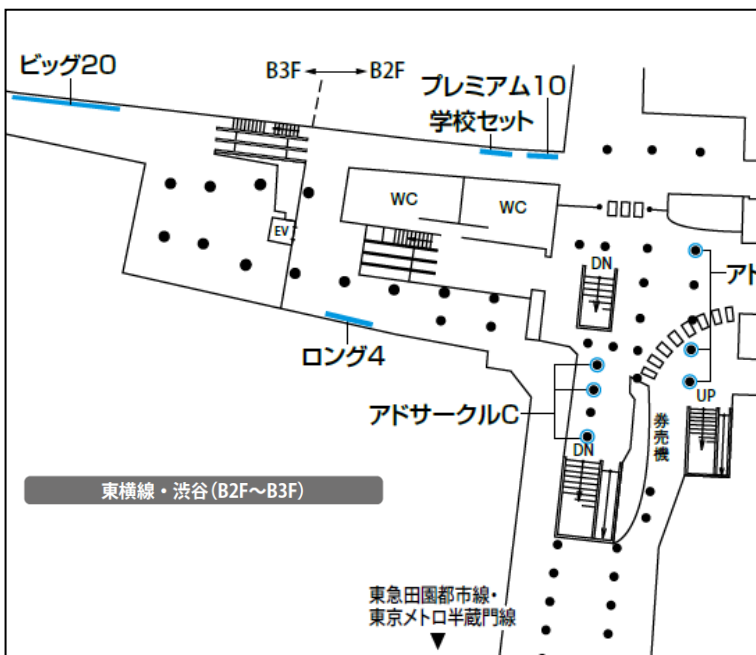 ビッグ20
B3F
B2F
プレミアム10
学校セット
WC
WC
EV
DN
アド
ロング4
アドサークルC
UP
券売機
DN
東横線・渋谷(B2F～B3F)
東急田園都市線・
東京メトロ半蔵門線